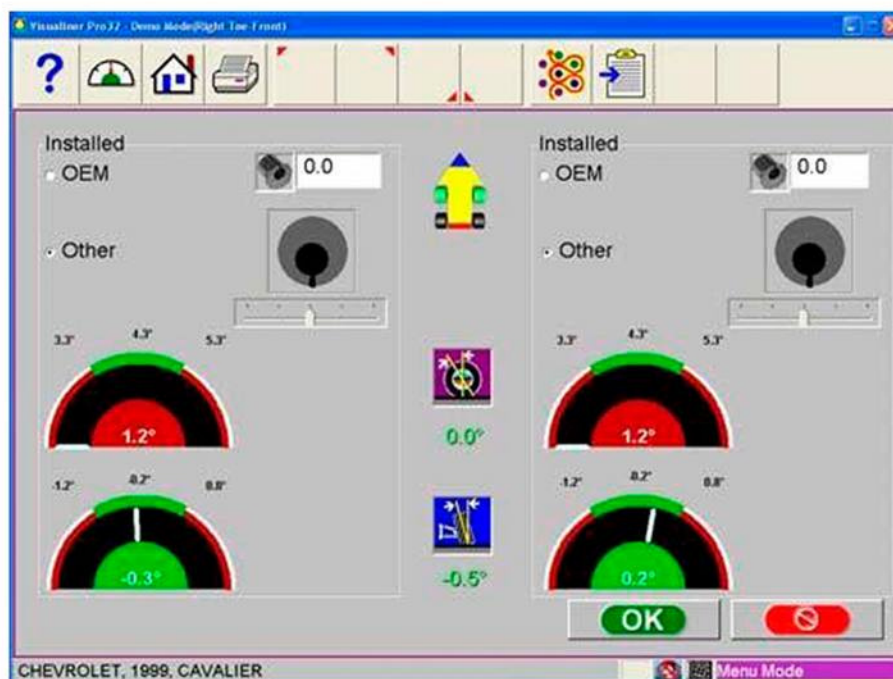 Visualiner Pro32 - Demo Mode(Right Toe-Front)
?
Installed
OEM
0.0
Other
3.3°
4.3°
5.3°
1.2°
-1.2°
-0.2°
0.8°
-0.3°
0.0°
-0.5°
Installed
OEM
0.0
Other
3.3°
4.3°
5.3°
1.2°
-1.2°
-0.2°
0.8°
0.2°
OK
CHEVROLET, 1999, CAVALIER
Menu Mode